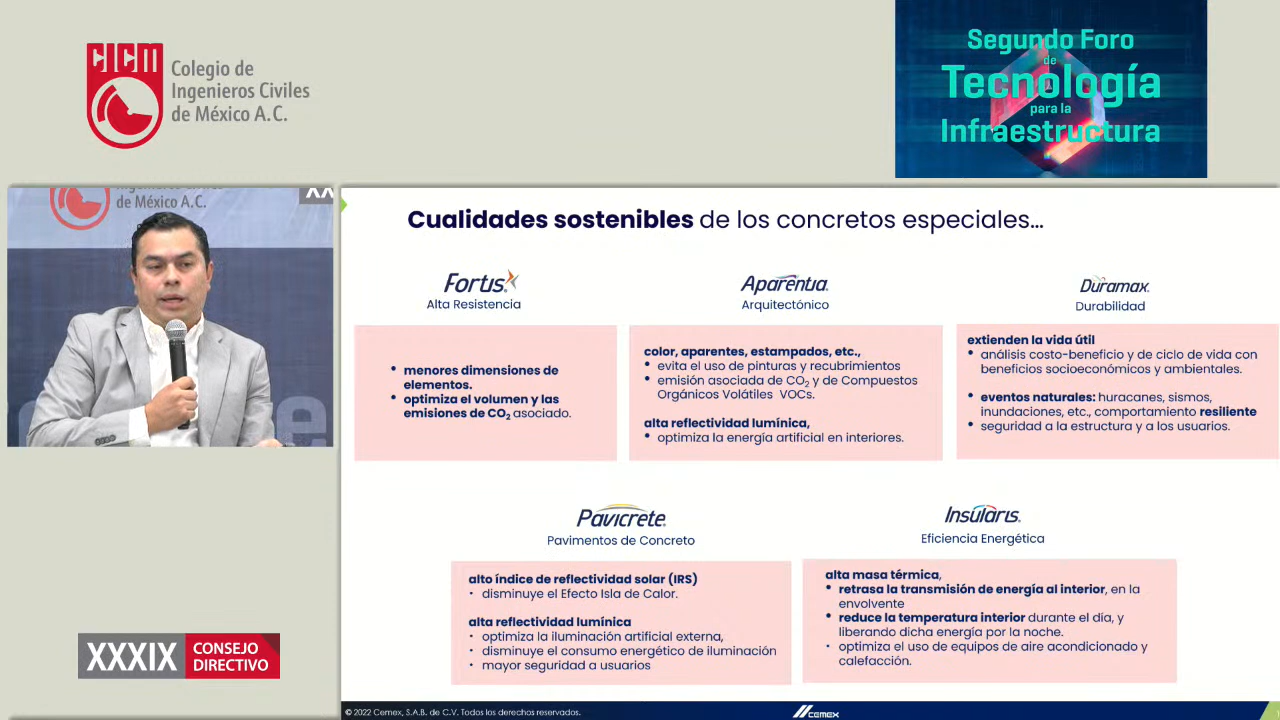 CICM
Colegio de
Ingenieros Civiles
de México A.C.
Segundo Foro
de
Tecnología
para la
Infraestructura
Ingenieros Civiles
de México A.C.
XX
Cualidades sostenibles de los concretos especiales...
Fortis®
Alta Resistencia
• menores dimensiones de
elementos.
• optimiza el volumen y las
emisiones de CO₂ asociado.
Aparentia®
Arquitectónico
color, aparentes, estampados, etc.,
• evita el uso de pinturas y recubrimientos
• emisión asociada de CO₂ y de Compuestos
Orgánicos Volátiles VOCs.
alta reflectividad lumínica,
• optimiza la energía artificial en interiores.
Duramax®
Durabilidad
extienden la vida útil
• análisis costo-beneficio y de ciclo de vida con
beneficios socioeconómicos y ambientales.
• eventos naturales: huracanes, sismos,
inundaciones, etc., comportamiento resiliente
• seguridad a la estructura y a los usuarios.
Pavicrete®
Pavimentos de Concreto
alto índice de reflectividad solar (IRS)
• disminuye el Efecto Isla de Calor.
alta reflectividad lumínica
• optimiza la iluminación artificial externa,
• disminuye el consumo energético de iluminación
• mayor seguridad a usuarios
Insularis®
Eficiencia Energética
alta masa térmica,
• retrasa la transmisión de energía al interior, en la
envolvente
• reduce la temperatura interior durante el día, y
liberando dicha energía por la noche.
• optimiza el uso de equipos de aire acondicionado y
calefacción.
XXXIX CONSEJO
DIRECTIVO
© 2022 Cemex, S.A.B. de C.V. Todos los derechos reservados.
CEMEX